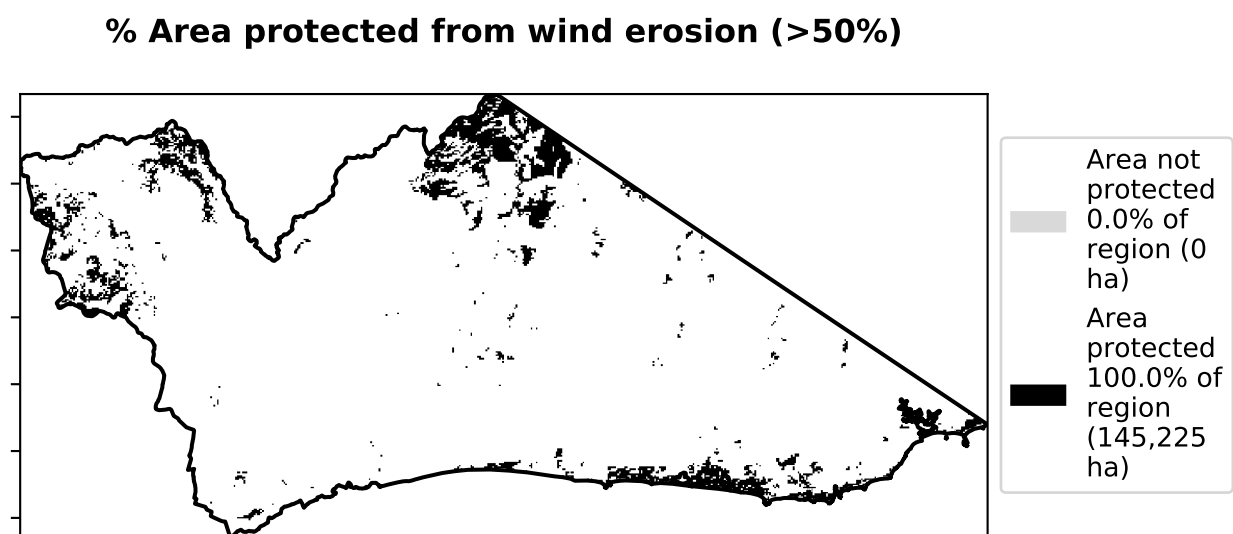 % Area protected from wind erosion (>50%)
Area not
protected
0.0% of
region (0
ha)
Area
protected
100.0% of
region
(145,225
ha)